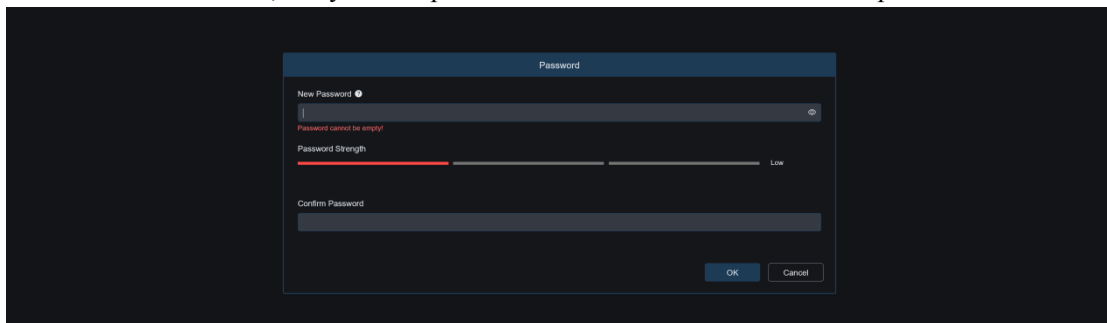 Password
New Password
Password cannot be empty!
Password Strength
Low
Confirm Password
OK Cancel